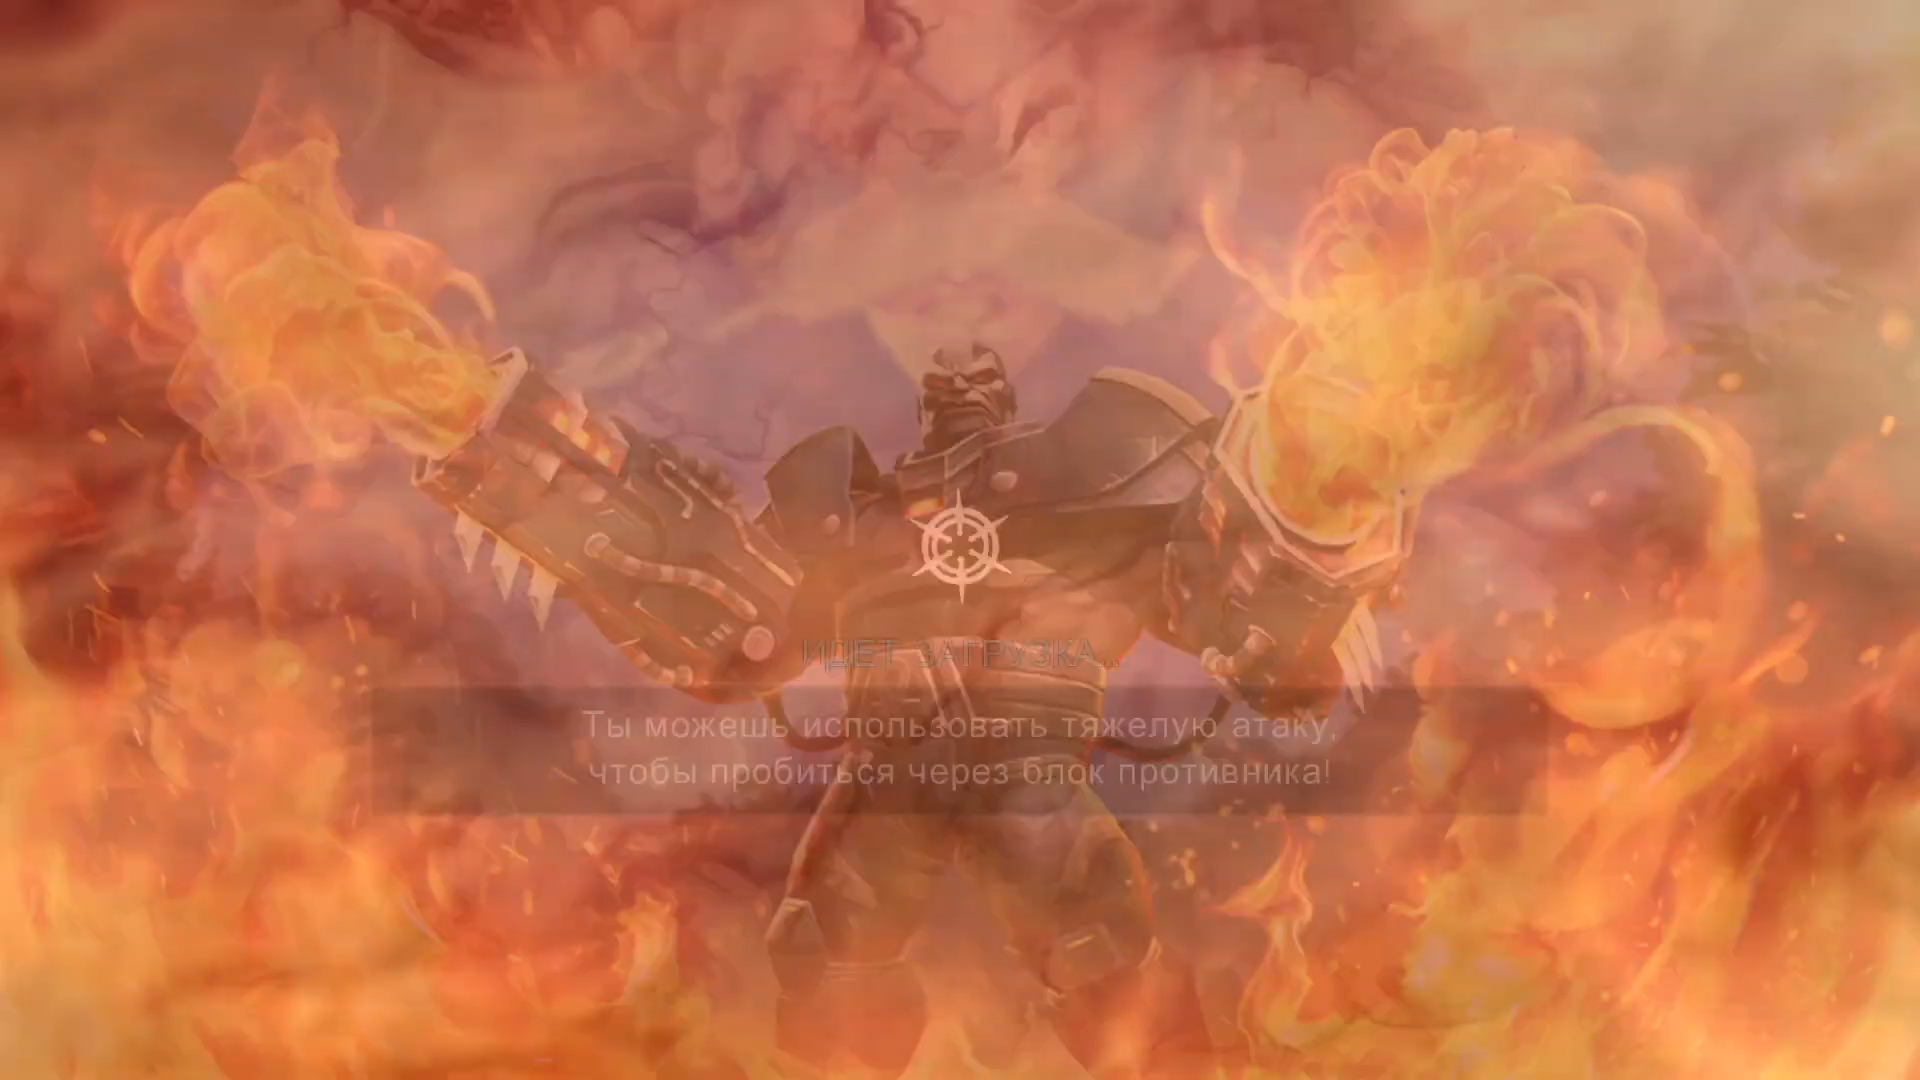 ИДЕТ ЗАГРУЗКА...
Ты можешь использовать тяжелую атаку,
чтобы пробиться через блок противника!